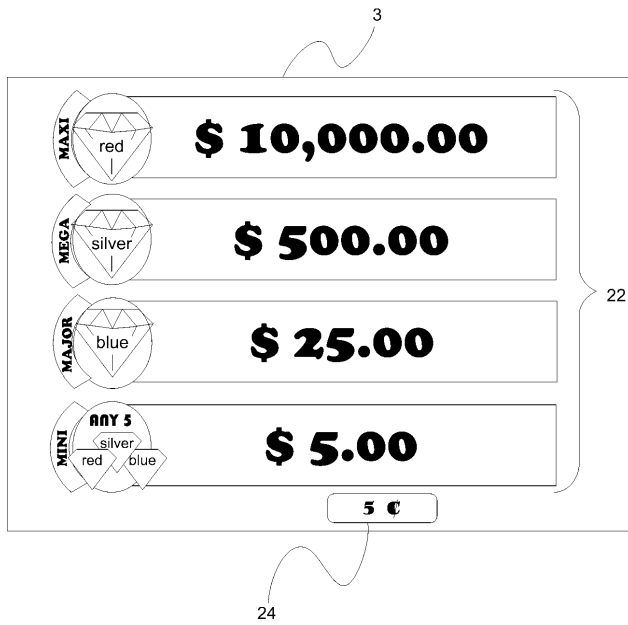 3
MAXI
red
$ 10,000.00
MEGA
silver
$ 500.00
22
MAJOR
blue
$ 25.00
MINI
ANY 5
silver
red blue
$ 5.00
5 ¢
24